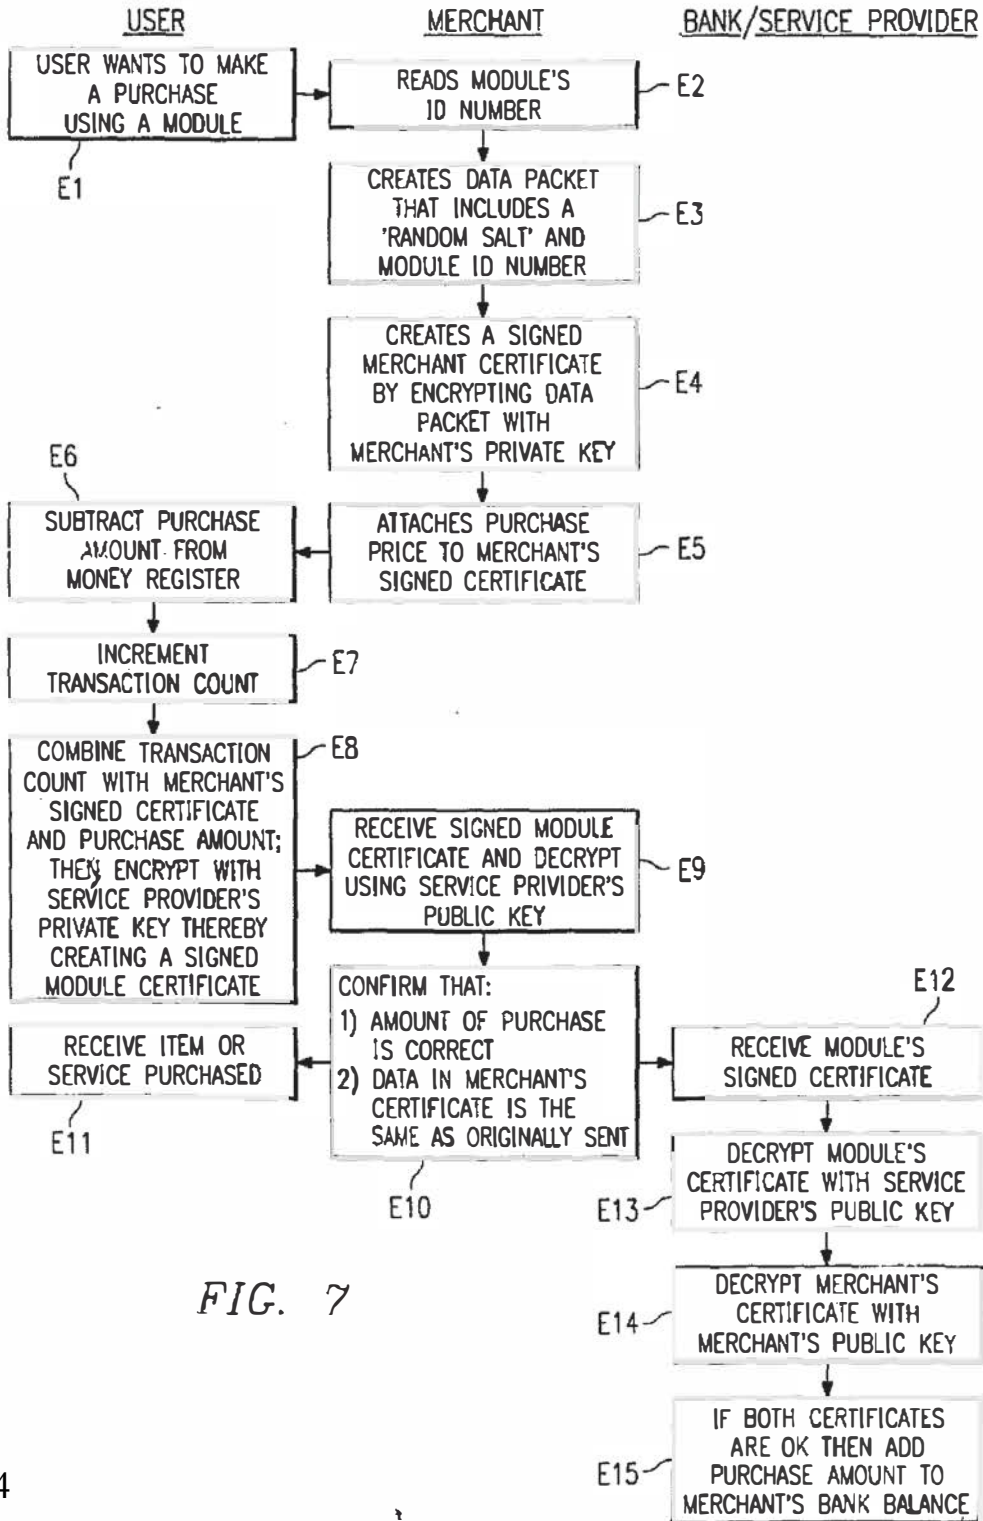 USER
MERCHANT
BANK/SERVICE PROVIDER
USER WANTS TO MAKE
A PURCHASE
USING A MODULE
E1
READS MODULE'S
ID NUMBER
E2
CREATES DATA PACKET
THAT INCLUDES A
'RANDOM SALT' AND
MODULE ID NUMBER
E3
CREATES A SIGNED
MERCHANT CERTIFICATE
BY ENCRYPTING DATA
PACKET WITH
MERCHANT'S PRIVATE KEY
E4
ATTACHES PURCHASE
PRICE TO MERCHANT'S
SIGNED CERTIFICATE
E5
E6
SUBTRACT PURCHASE
AMOUNT FROM
MONEY REGISTER
INCREMENT
TRANSACTION COUNT
E7
COMBINE TRANSACTION
COUNT WITH MERCHANT'S
SIGNED CERTIFICATE
AND PURCHASE AMOUNT;
THEN ENCRYPT WITH
SERVICE PROVIDER'S
PRIVATE KEY THEREBY
CREATING A SIGNED
MODULE CERTIFICATE
E8
RECEIVE SIGNED MODULE
CERTIFICATE AND DECRYPT
USING SERVICE PRIVIDER'S
PUBLIC KEY
E9
CONFIRM THAT:
1) AMOUNT OF PURCHASE
IS CORRECT
2) DATA IN MERCHANT'S
CERTIFICATE IS THE
SAME AS ORIGINALLY SENT
E10
RECEIVE ITEM OR
SERVICE PURCHASED
E11
E12
RECEIVE MODULE'S
SIGNED CERTIFICATE
DECRYPT MODULE'S
CERTIFICATE WITH SERVICE
PROVIDER'S PUBLIC KEY
E13
DECRYPT MERCHANT'S
CERTIFICATE WITH
MERCHANT'S PUBLIC KEY
E14
IF BOTH CERTIFICATES
ARE OK THEN ADD
PURCHASE AMOUNT TO
MERCHANT'S BANK BALANCE
E15
FIG. 7
4